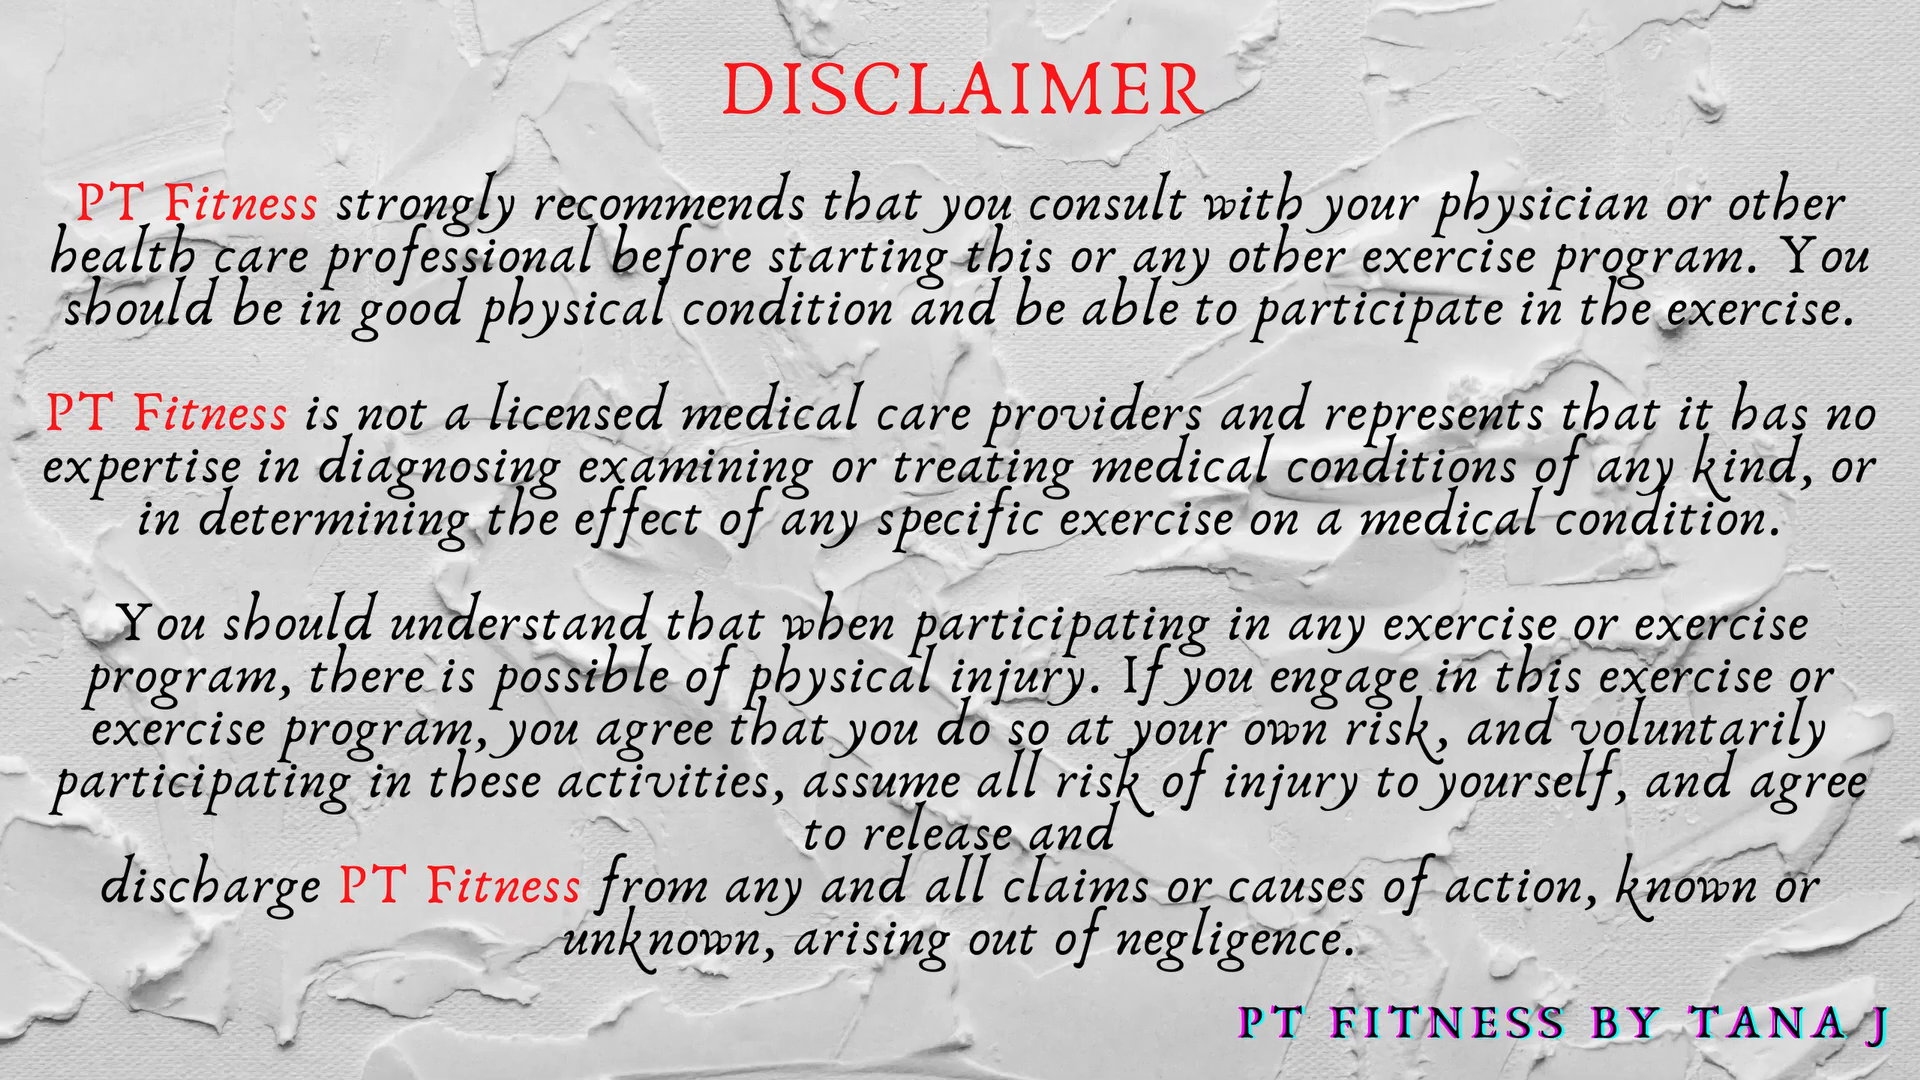 DISCLAIMER
PT Fitness strongly recommends that you consult with your physician or other
health care professional before starting this or any other exercise program. You
should be in good physical condition and be able to participate in the exercise.
PT Fitness is not a licensed medical care providers and represents that it has no
expertise in diagnosing examining or treating medical conditions of any kind, or
in determining the effect of any specific exercise on a medical condition.
You should understand that when participating in any exercise or exercise
program, there is possible of physical injury. If you engage in this exercise or
exercise program, you agree that you do so at your own risk, and voluntarily
participating in these activities, assume all risk of injury to yourself, and agree
to release and
discharge PT Fitness from any and all claims or causes of action, known or
unknown, arising out of negligence.
PT FITNESS BY TANA J